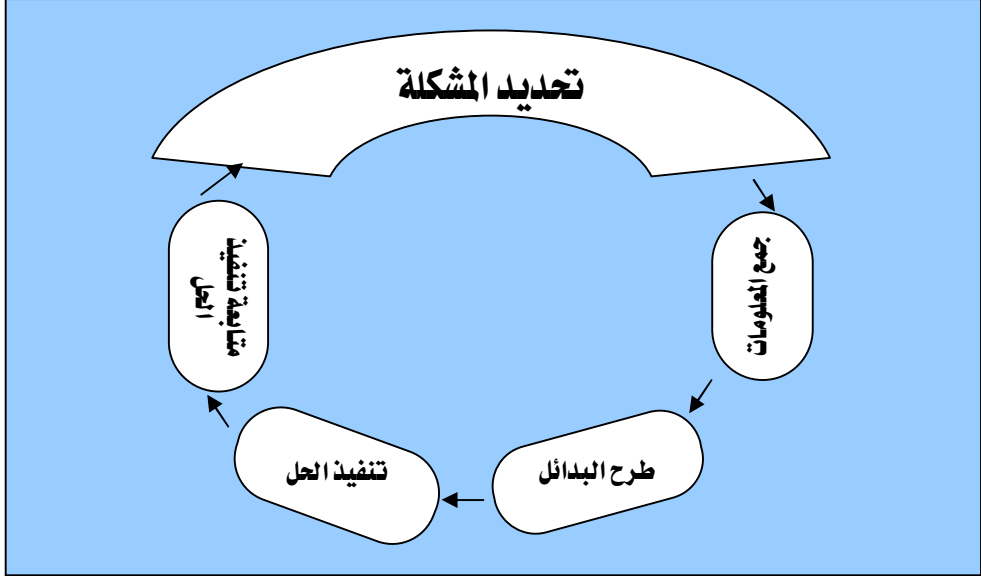 تحديد المشكلة
جمع المعلومات
طرح البدائل
تنفيذ الحل
متابعة تنفيذ
الحل